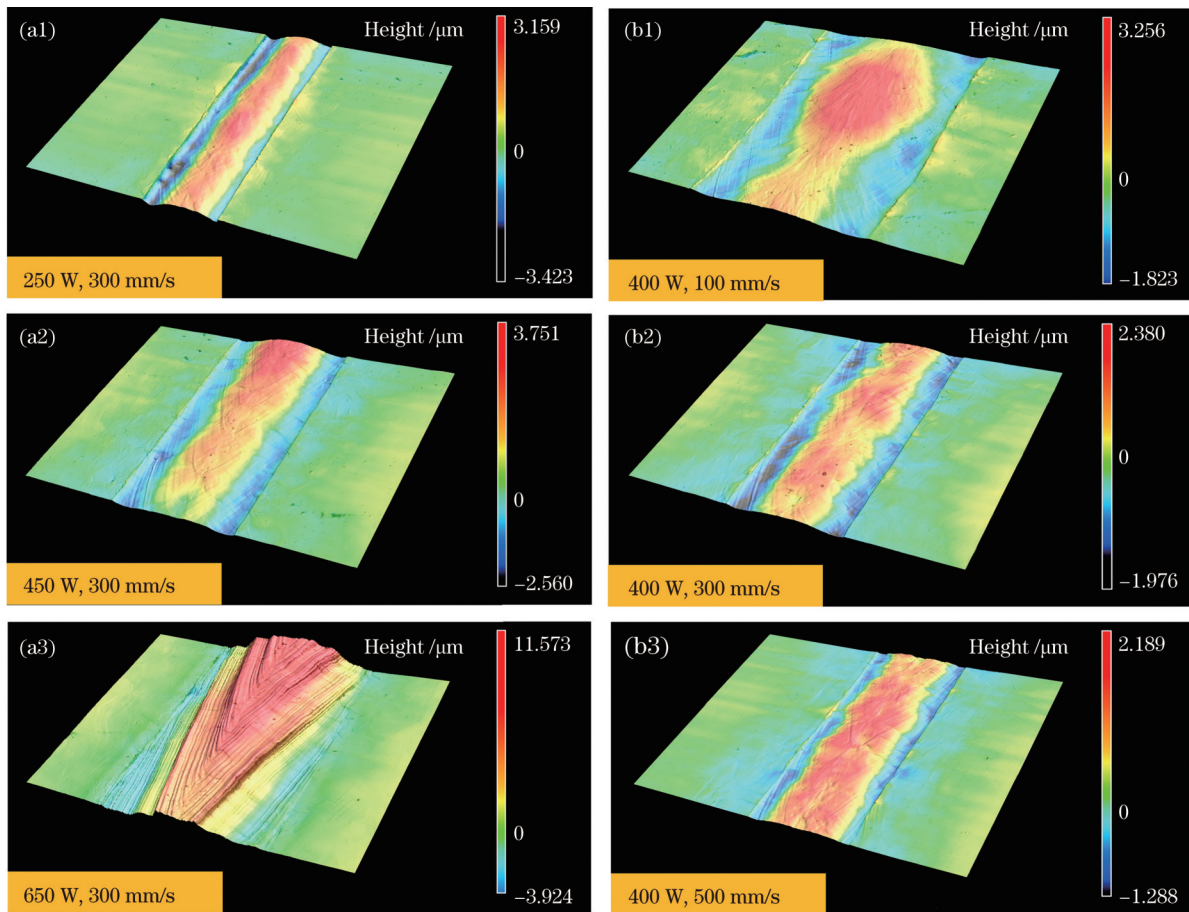 (a1)
Height /μm
3.159
0
−3.423
250 W, 300 mm/s
(b1)
Height /μm
3.256
0
−1.823
400 W, 100 mm/s
(a2)
Height /μm
3.751
0
−2.560
450 W, 300 mm/s
(b2)
Height /μm
2.380
0
−1.976
400 W, 300 mm/s
(a3)
Height /μm
11.573
0
−3.924
650 W, 300 mm/s
(b3)
Height /μm
2.189
0
−1.288
400 W, 500 mm/s